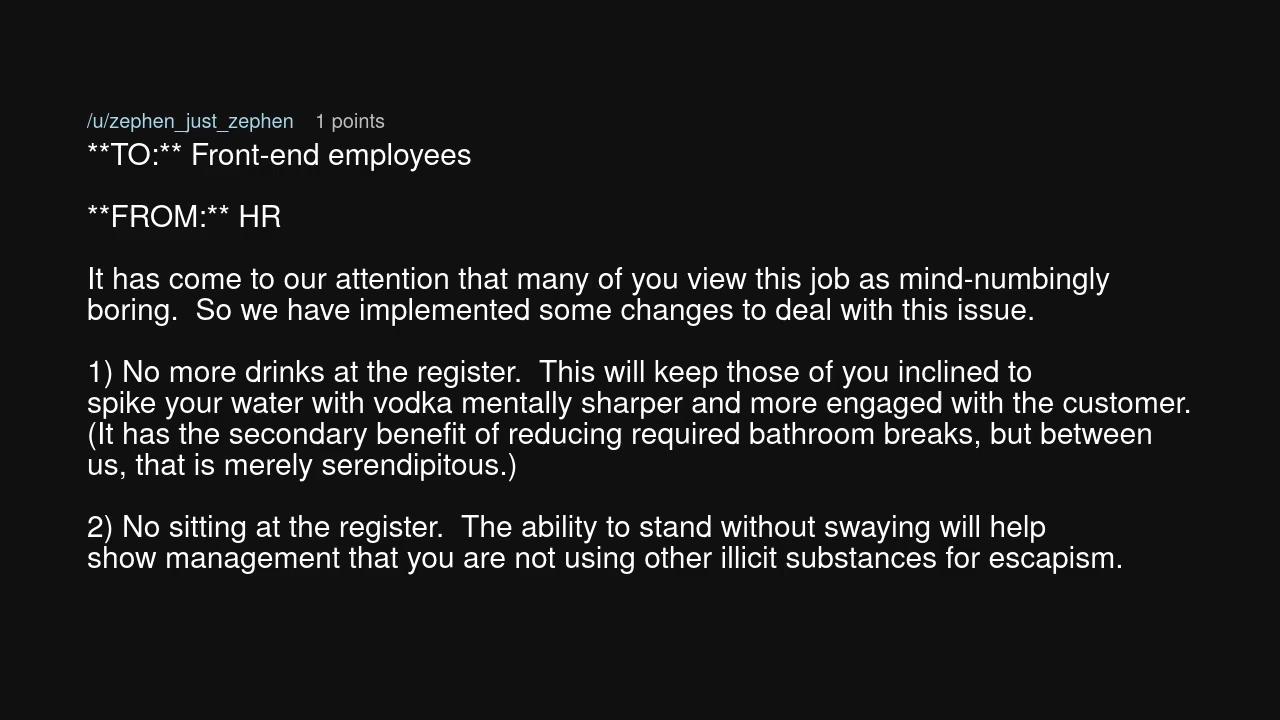 /u/zephen_just_zephen 1 points
**TO:** Front-end employees
**FROM:** HR
It has come to our attention that many of you view this job as mind-numbingly
boring.  So we have implemented some changes to deal with this issue.
1) No more drinks at the register.  This will keep those of you inclined to
spike your water with vodka mentally sharper and more engaged with the customer.
(It has the secondary benefit of reducing required bathroom breaks, but between
us, that is merely serendipitous.)
2) No sitting at the register.  The ability to stand without swaying will help
show management that you are not using other illicit substances for escapism.